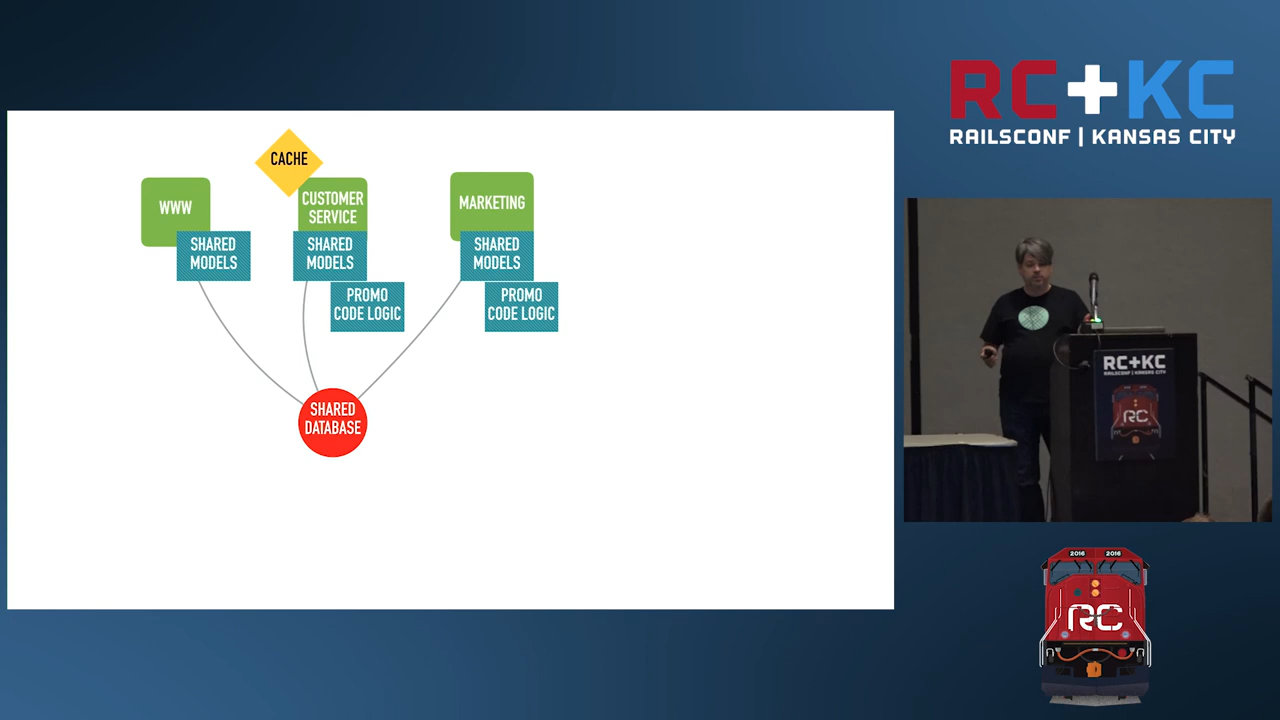 CACHE
WWW
CUSTOMER
SERVICE
MARKETING
SHARED
MODELS
SHARED
MODELS
SHARED
MODELS
PROMO
CODE LOGIC
PROMO
CODE LOGIC
SHARED
DATABASE
RC+KC
RAILSCONF | KANSAS CITY
RC+KC
RAILSCONF | KANSAS CITY
RC
2016 2016
RC